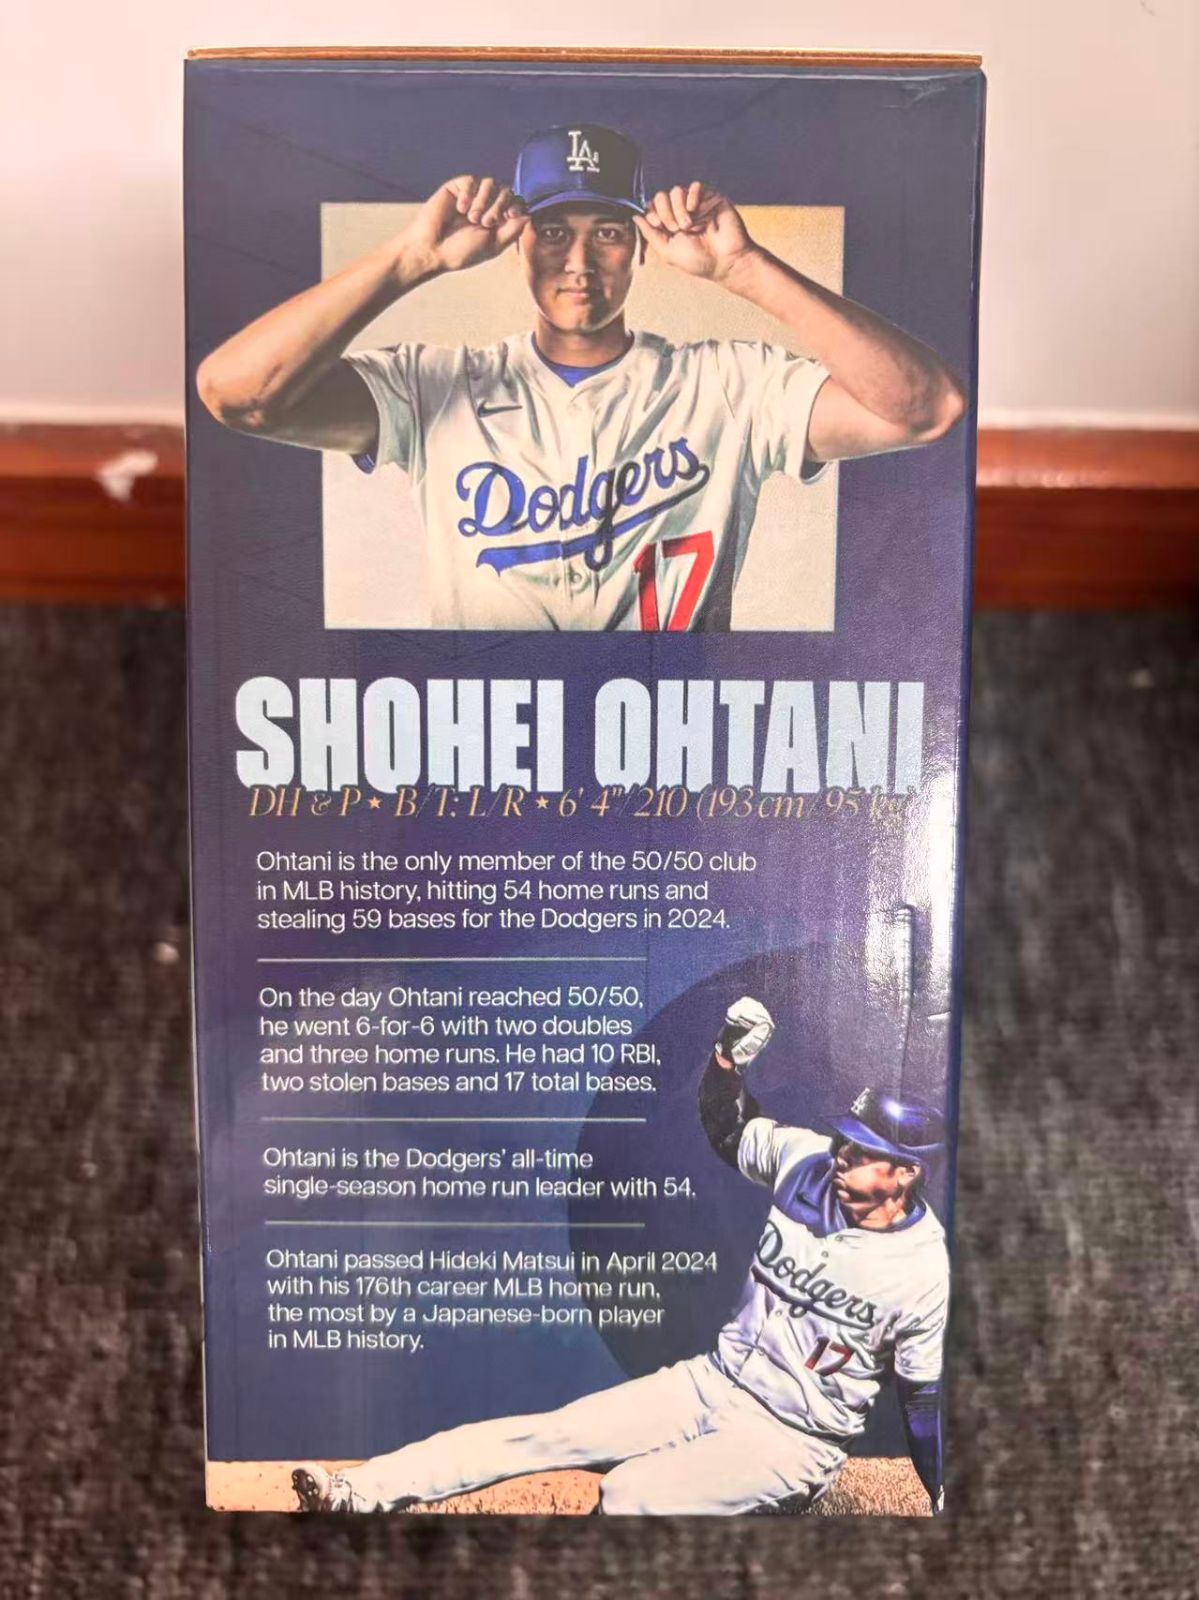 LA
Dodgers
17
SHOHEI OHTANI
DH & P ★ B/T: L/R ★ 6' 4"/210 (193cm/95 kg)
Ohtani is the only member of the 50/50 club
in MLB history, hitting 54 home runs and
stealing 59 bases for the Dodgers in 2024.
On the day Ohtani reached 50/50,
he went 6-for-6 with two doubles
and three home runs. He had 10 RBI,
two stolen bases and 17 total bases.
Ohtani is the Dodgers' all-time
single-season home run leader with 54.
Ohtani passed Hideki Matsui in April 2024
with his 176th career MLB home run,
the most by a Japanese-born player
in MLB history.
LA
Dodgers
17